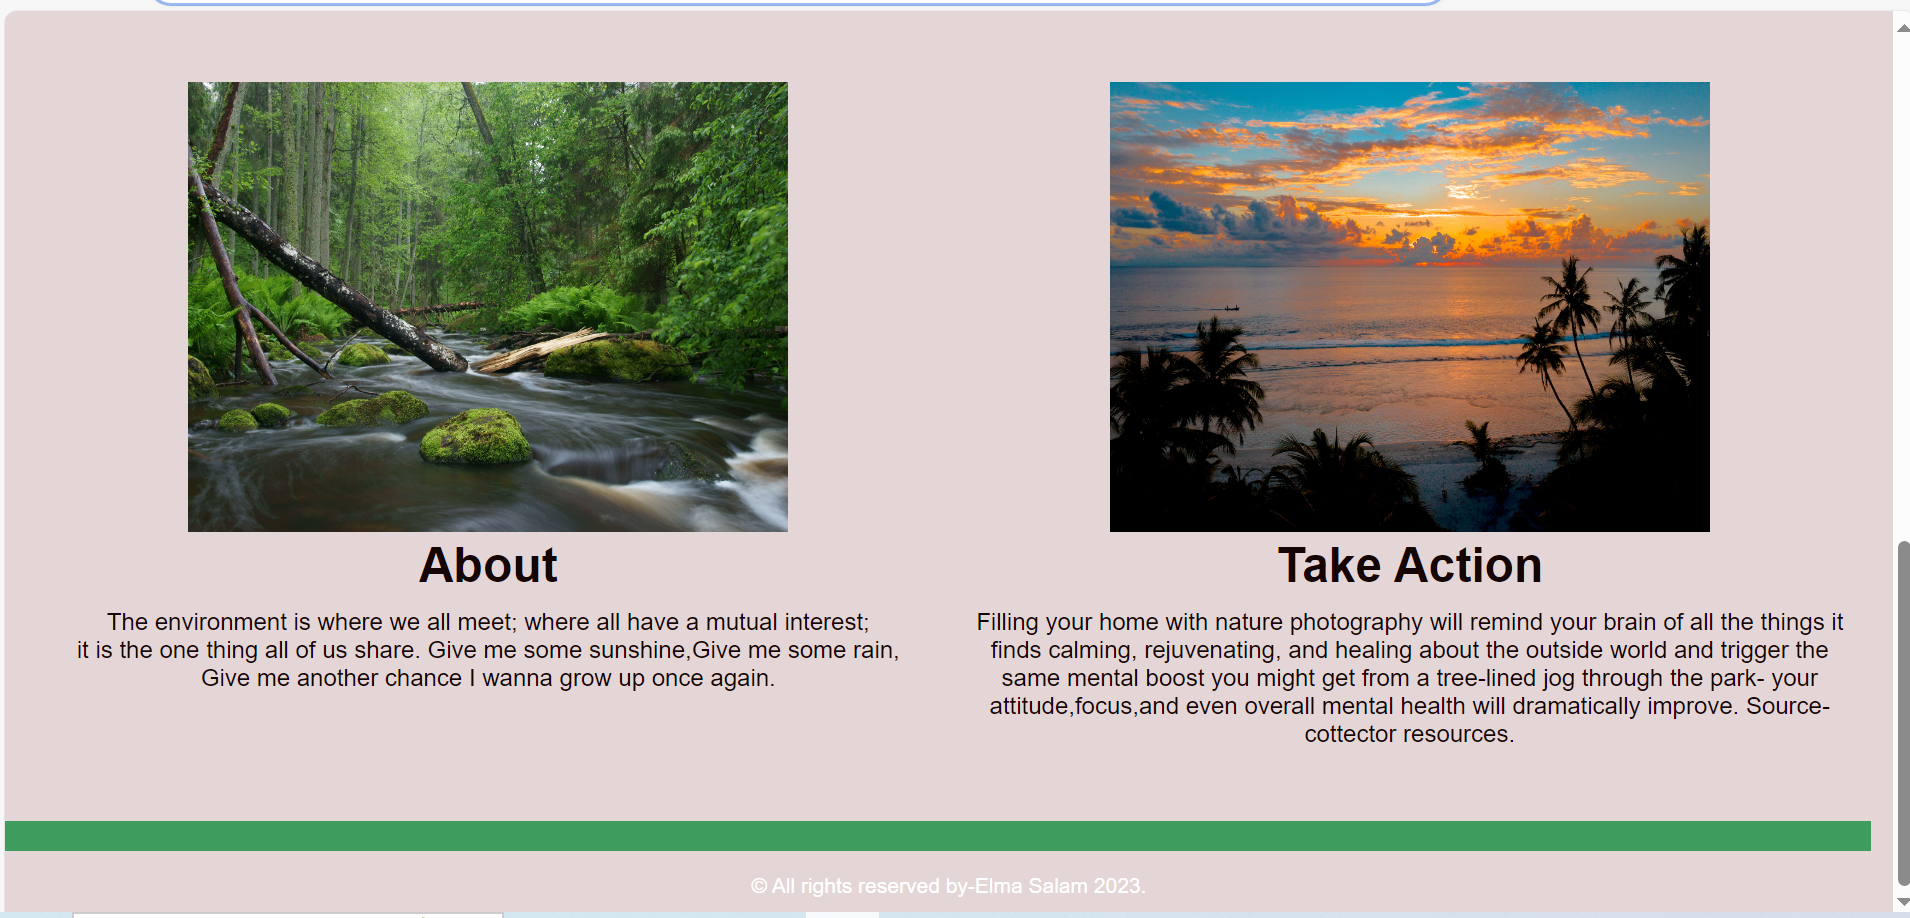 About
The environment is where we all meet; where all have a mutual interest;
it is the one thing all of us share. Give me some sunshine,Give me some rain,
Give me another chance I wanna grow up once again.
Take Action
Filling your home with nature photography will remind your brain of all the things it
finds calming, rejuvenating, and healing about the outside world and trigger the
same mental boost you might get from a tree-lined jog through the park- your
attitude,focus,and even overall mental health will dramatically improve. Source-
cottector resources.
© All rights reserved by-Elma Salam 2023.